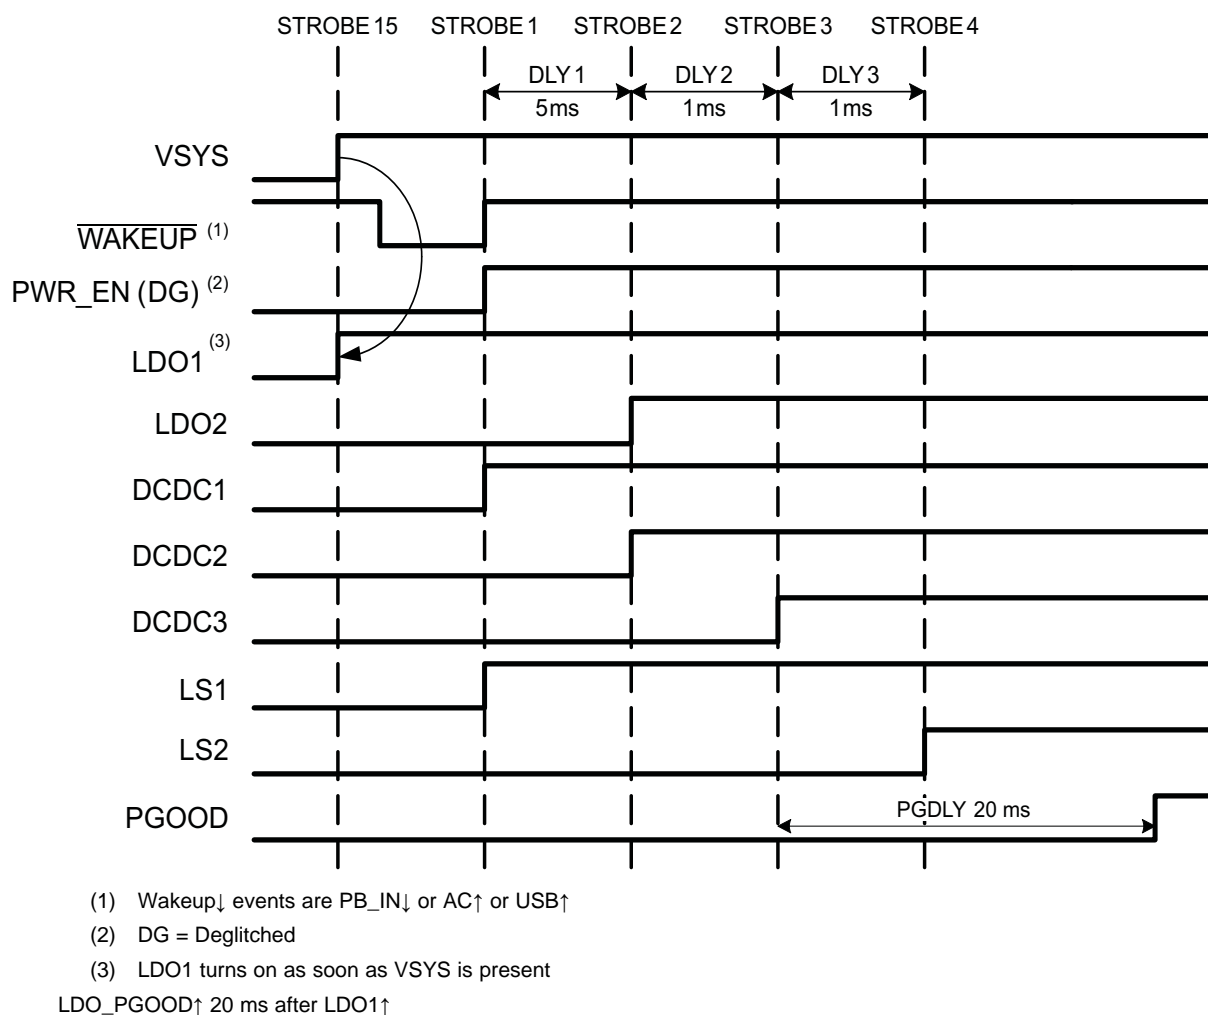 STROBE 15 STROBE 1 STROBE 2 STROBE 3 STROBE 4
DLY 1 DLY 2 DLY 3
5ms 1ms 1ms
VSYS
WAKEUP (1)
PWR_EN (DG) (2)
LDO1 (3)
LDO2
DCDC1
DCDC2
DCDC3
LS1
LS2
PGOOD PGDLY 20 ms
(1) Wakeup↓ events are PB_IN↓ or AC↑ or USB↑
(2) DG = Deglitched
(3) LDO1 turns on as soon as VSYS is present
LDO_PGOOD↑ 20 ms after LDO1↑